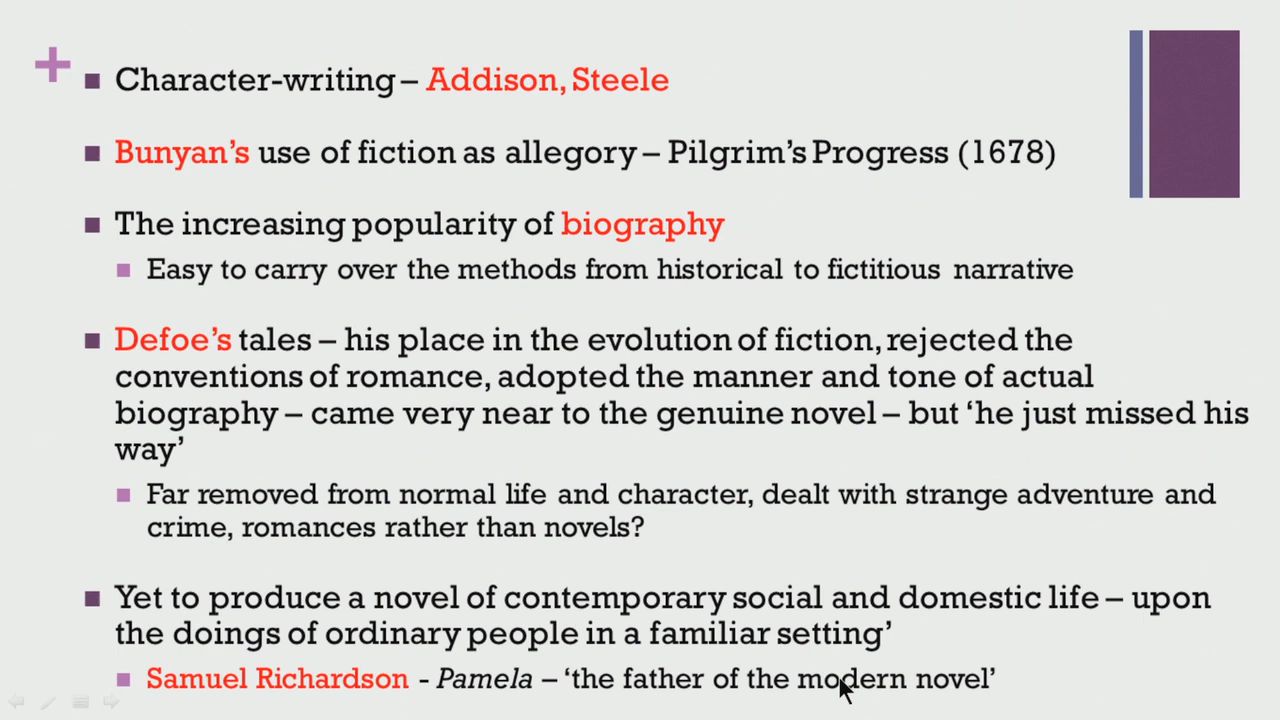 Character-writing – Addison, Steele
Bunyan's use of fiction as allegory – Pilgrim's Progress (1678)
The increasing popularity of biography
Easy to carry over the methods from historical to fictitious narrative
Defoe's tales – his place in the evolution of fiction, rejected the
conventions of romance, adopted the manner and tone of actual
biography – came very near to the genuine novel – but ‘he just missed his
way’
Far removed from normal life and character, dealt with strange adventure and
crime, romances rather than novels?
Yet to produce a novel of contemporary social and domestic life – upon
the doings of ordinary people in a familiar setting’
Samuel Richardson - Pamela – ‘the father of the modern novel’